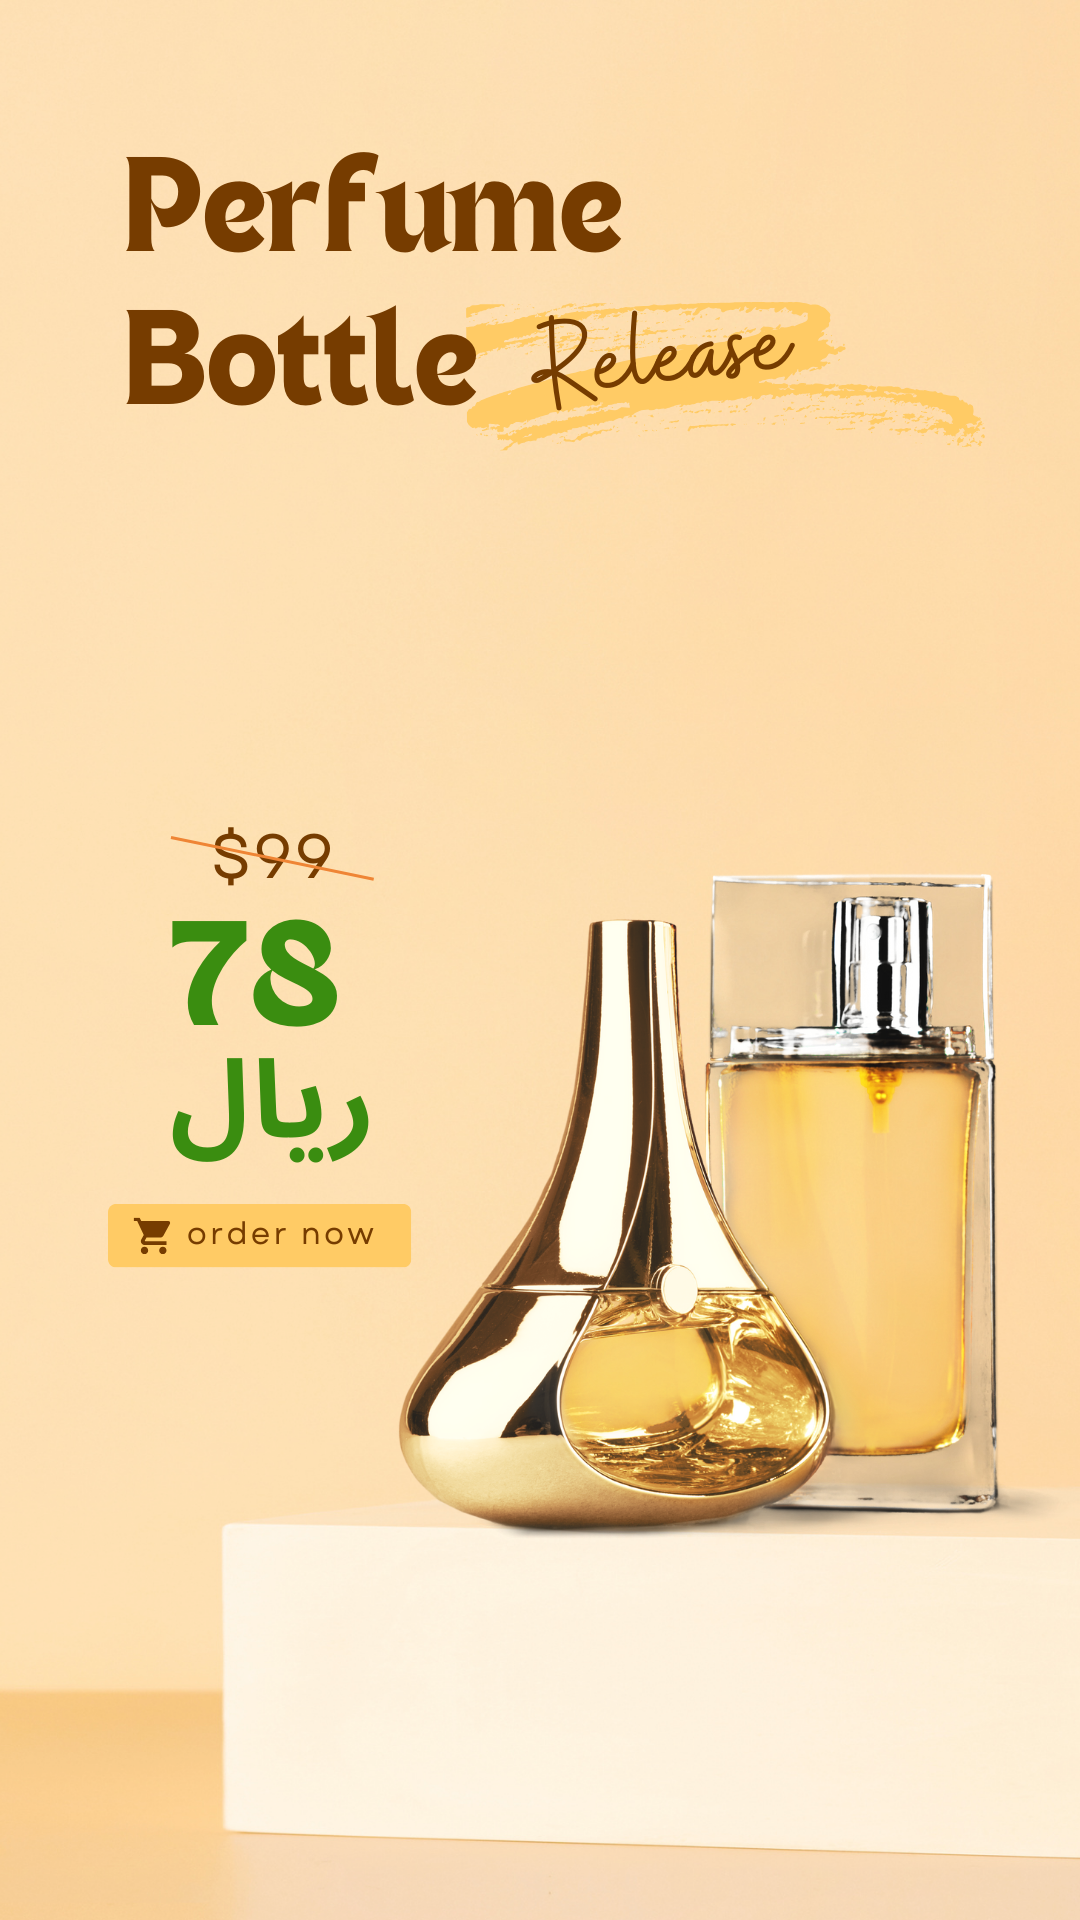 Perfume
Bottle Release
$99
78
ريال
order now